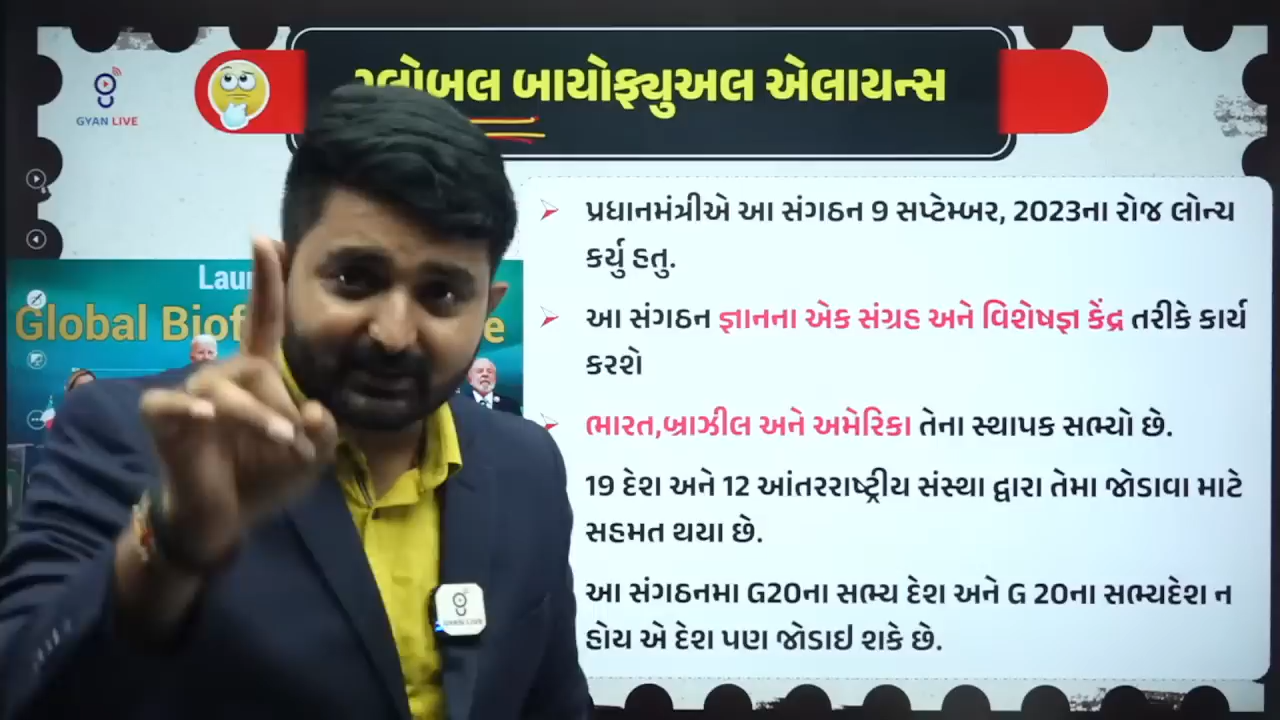 બાયોફ્યુઅલ એલાયન્સ
GYAN LIVE
પ્રધાનમંત્રીએ આ સંગઠન 9 સપ્ટેમ્બર, 2023ના રોજ લોન્ચ
કર્યુ હતુ.
આ સંગઠન જ્ઞાનના એક સંગ્રહ અને વિશેષજ્ઞ કેંદ્ર તરીકે કાર્ય
કરશે
ભારત,બ્રાઝીલ અને અમેરિકા તેના સ્થાપક સભ્યો છે.
19 દેશ અને 12 આંતરરાષ્ટ્રીય સંસ્થા દ્વારા તેમા જોડાવા માટે
સહમત થયા છે.
આ સંગઠનમા G20ના સભ્ય દેશ અને G 20ના સભ્યદેશ ન
હોય એ દેશ પણ જોડાઇ શકે છે.
Global
GYAN LIVE